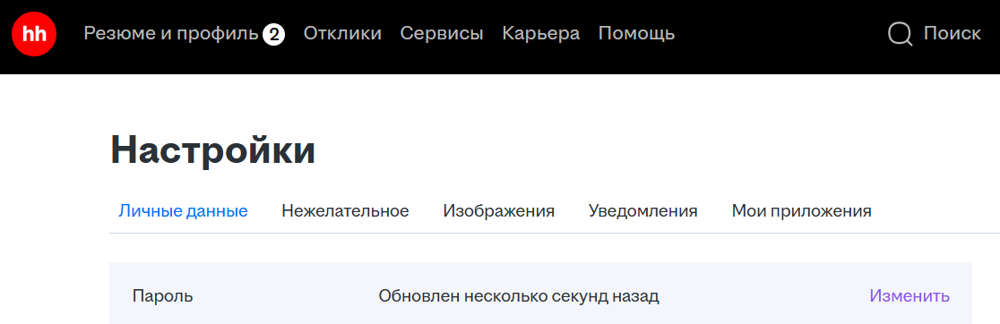 hh Резюме и профиль 2 Отклики Сервисы Карьера Помощь Поиск
Настройки
Личные данные Нежелательное Изображения Уведомления Мои приложения
Пароль Обновлен несколько секунд назад Изменить